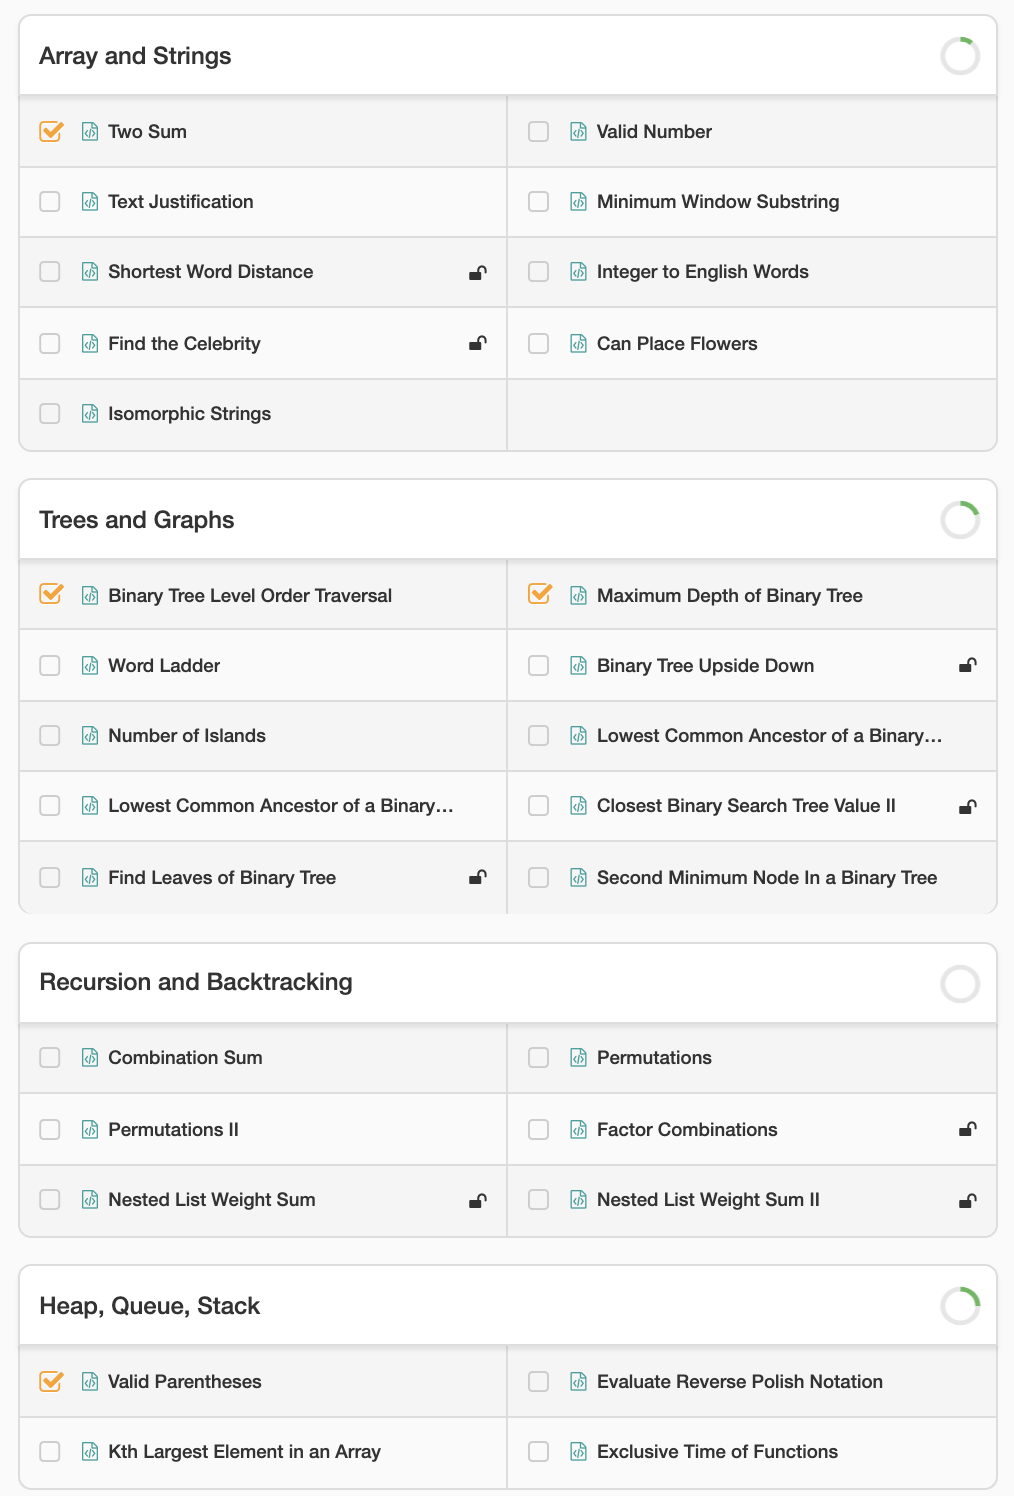 Array and Strings
Two Sum
Valid Number
Text Justification
Minimum Window Substring
Shortest Word Distance
Integer to English Words
Find the Celebrity
Can Place Flowers
Isomorphic Strings
Trees and Graphs
Binary Tree Level Order Traversal
Maximum Depth of Binary Tree
Word Ladder
Binary Tree Upside Down
Number of Islands
Lowest Common Ancestor of a Binary...
Lowest Common Ancestor of a Binary...
Closest Binary Search Tree Value II
Find Leaves of Binary Tree
Second Minimum Node In a Binary Tree
Recursion and Backtracking
Combination Sum
Permutations
Permutations II
Factor Combinations
Nested List Weight Sum
Nested List Weight Sum II
Heap, Queue, Stack
Valid Parentheses
Evaluate Reverse Polish Notation
Kth Largest Element in an Array
Exclusive Time of Functions